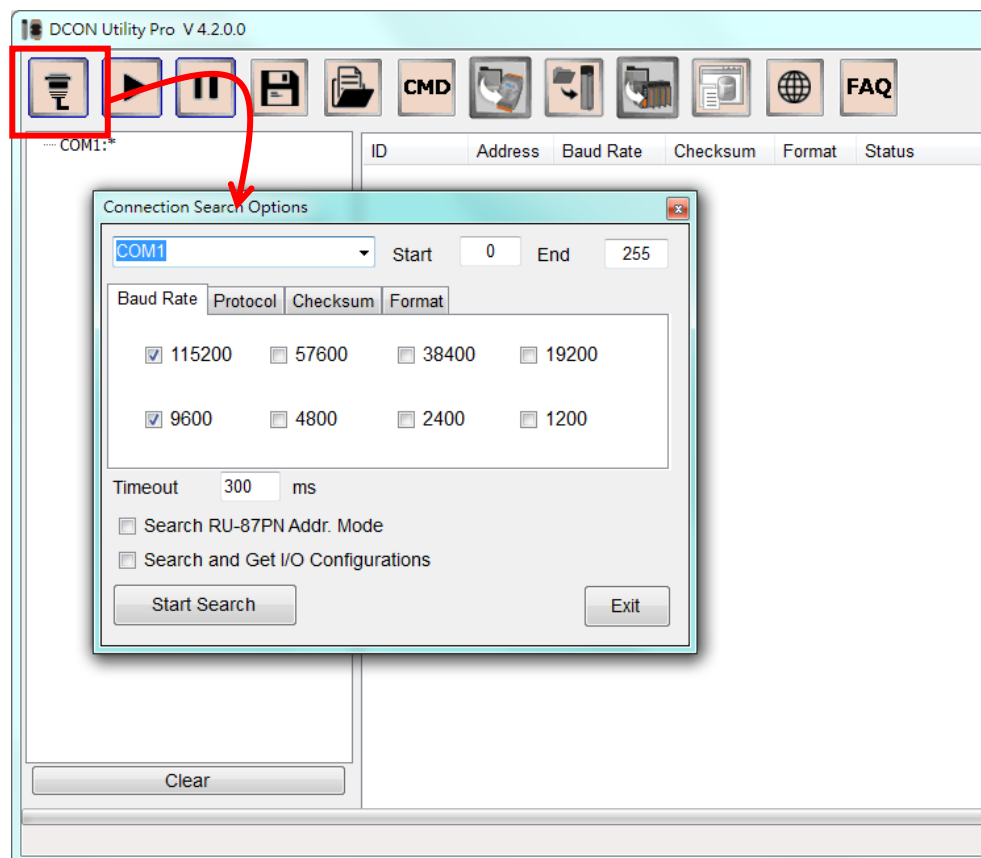 DCON Utility Pro V 4.2.0.0
CMD
FAQ
COM1:*
ID Address Baud Rate Checksum Format Status
Connection Search Options
COM1 Start 0 End 255
Baud Rate Protocol Checksum Format
115200 57600 38400 19200
9600 4800 2400 1200
Timeout 300 ms
Search RU-87PN Addr. Mode
Search and Get I/O Configurations
Start Search Exit
Clear